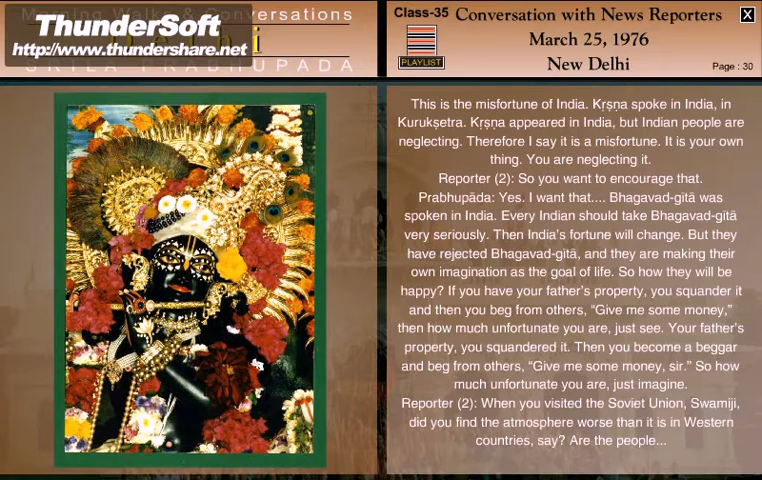 Morning Walks & Conversations
ThunderSoft
http://www.thundershare.net
SRILA PRABHUPADA
Class-35
PLAYLIST
Conversation with News Reporters
March 25, 1976
New Delhi
X
Page : 30
This is the misfortune of India. Kṛṣṇa spoke in India, in
Kurukṣetra. Kṛṣṇa appeared in India, but Indian people are
neglecting. Therefore I say it is a misfortune. It is your own
thing. You are neglecting it.
Reporter (2): So you want to encourage that.
Prabhupāda: Yes. I want that.... Bhagavad-gītā was
spoken in India. Every Indian should take Bhagavad-gītā
very seriously. Then India's fortune will change. But they
have rejected Bhagavad-gītā, and they are making their
own imagination as the goal of life. So how they will be
happy? If you have your father's property, you squander it
and then you beg from others, “Give me some money,”
then how much unfortunate you are, just see. Your father's
property, you squandered it. Then you become a beggar
and beg from others, “Give me some money, sir.” So how
much unfortunate you are, just imagine.
Reporter (2): When you visited the Soviet Union, Swamiji,
did you find the atmosphere worse than it is in Western
countries, say? Are the people...